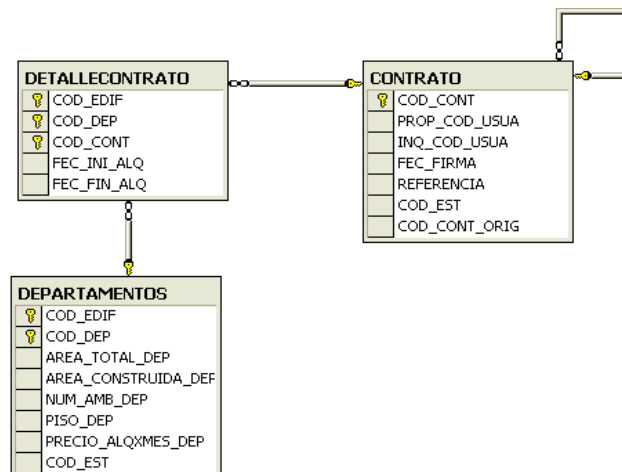 DETALLECONTRATO
COD_EDIF
COD_DEP
COD_CONT
FEC_INI_ALQ
FEC_FIN_ALQ
CONTRATO
COD_CONT
PROP_COD_USUA
INQ_COD_USUA
FEC_FIRMA
REFERENCIA
COD_EST
COD_CONT_ORIG
DEPARTAMENTOS
COD_EDIF
COD_DEP
AREA_TOTAL_DEP
AREA_CONSTRUIDA_DEF
NUM_AMB_DEP
PISO_DEP
PRECIO_ALQXMES_DEP
COD_EST